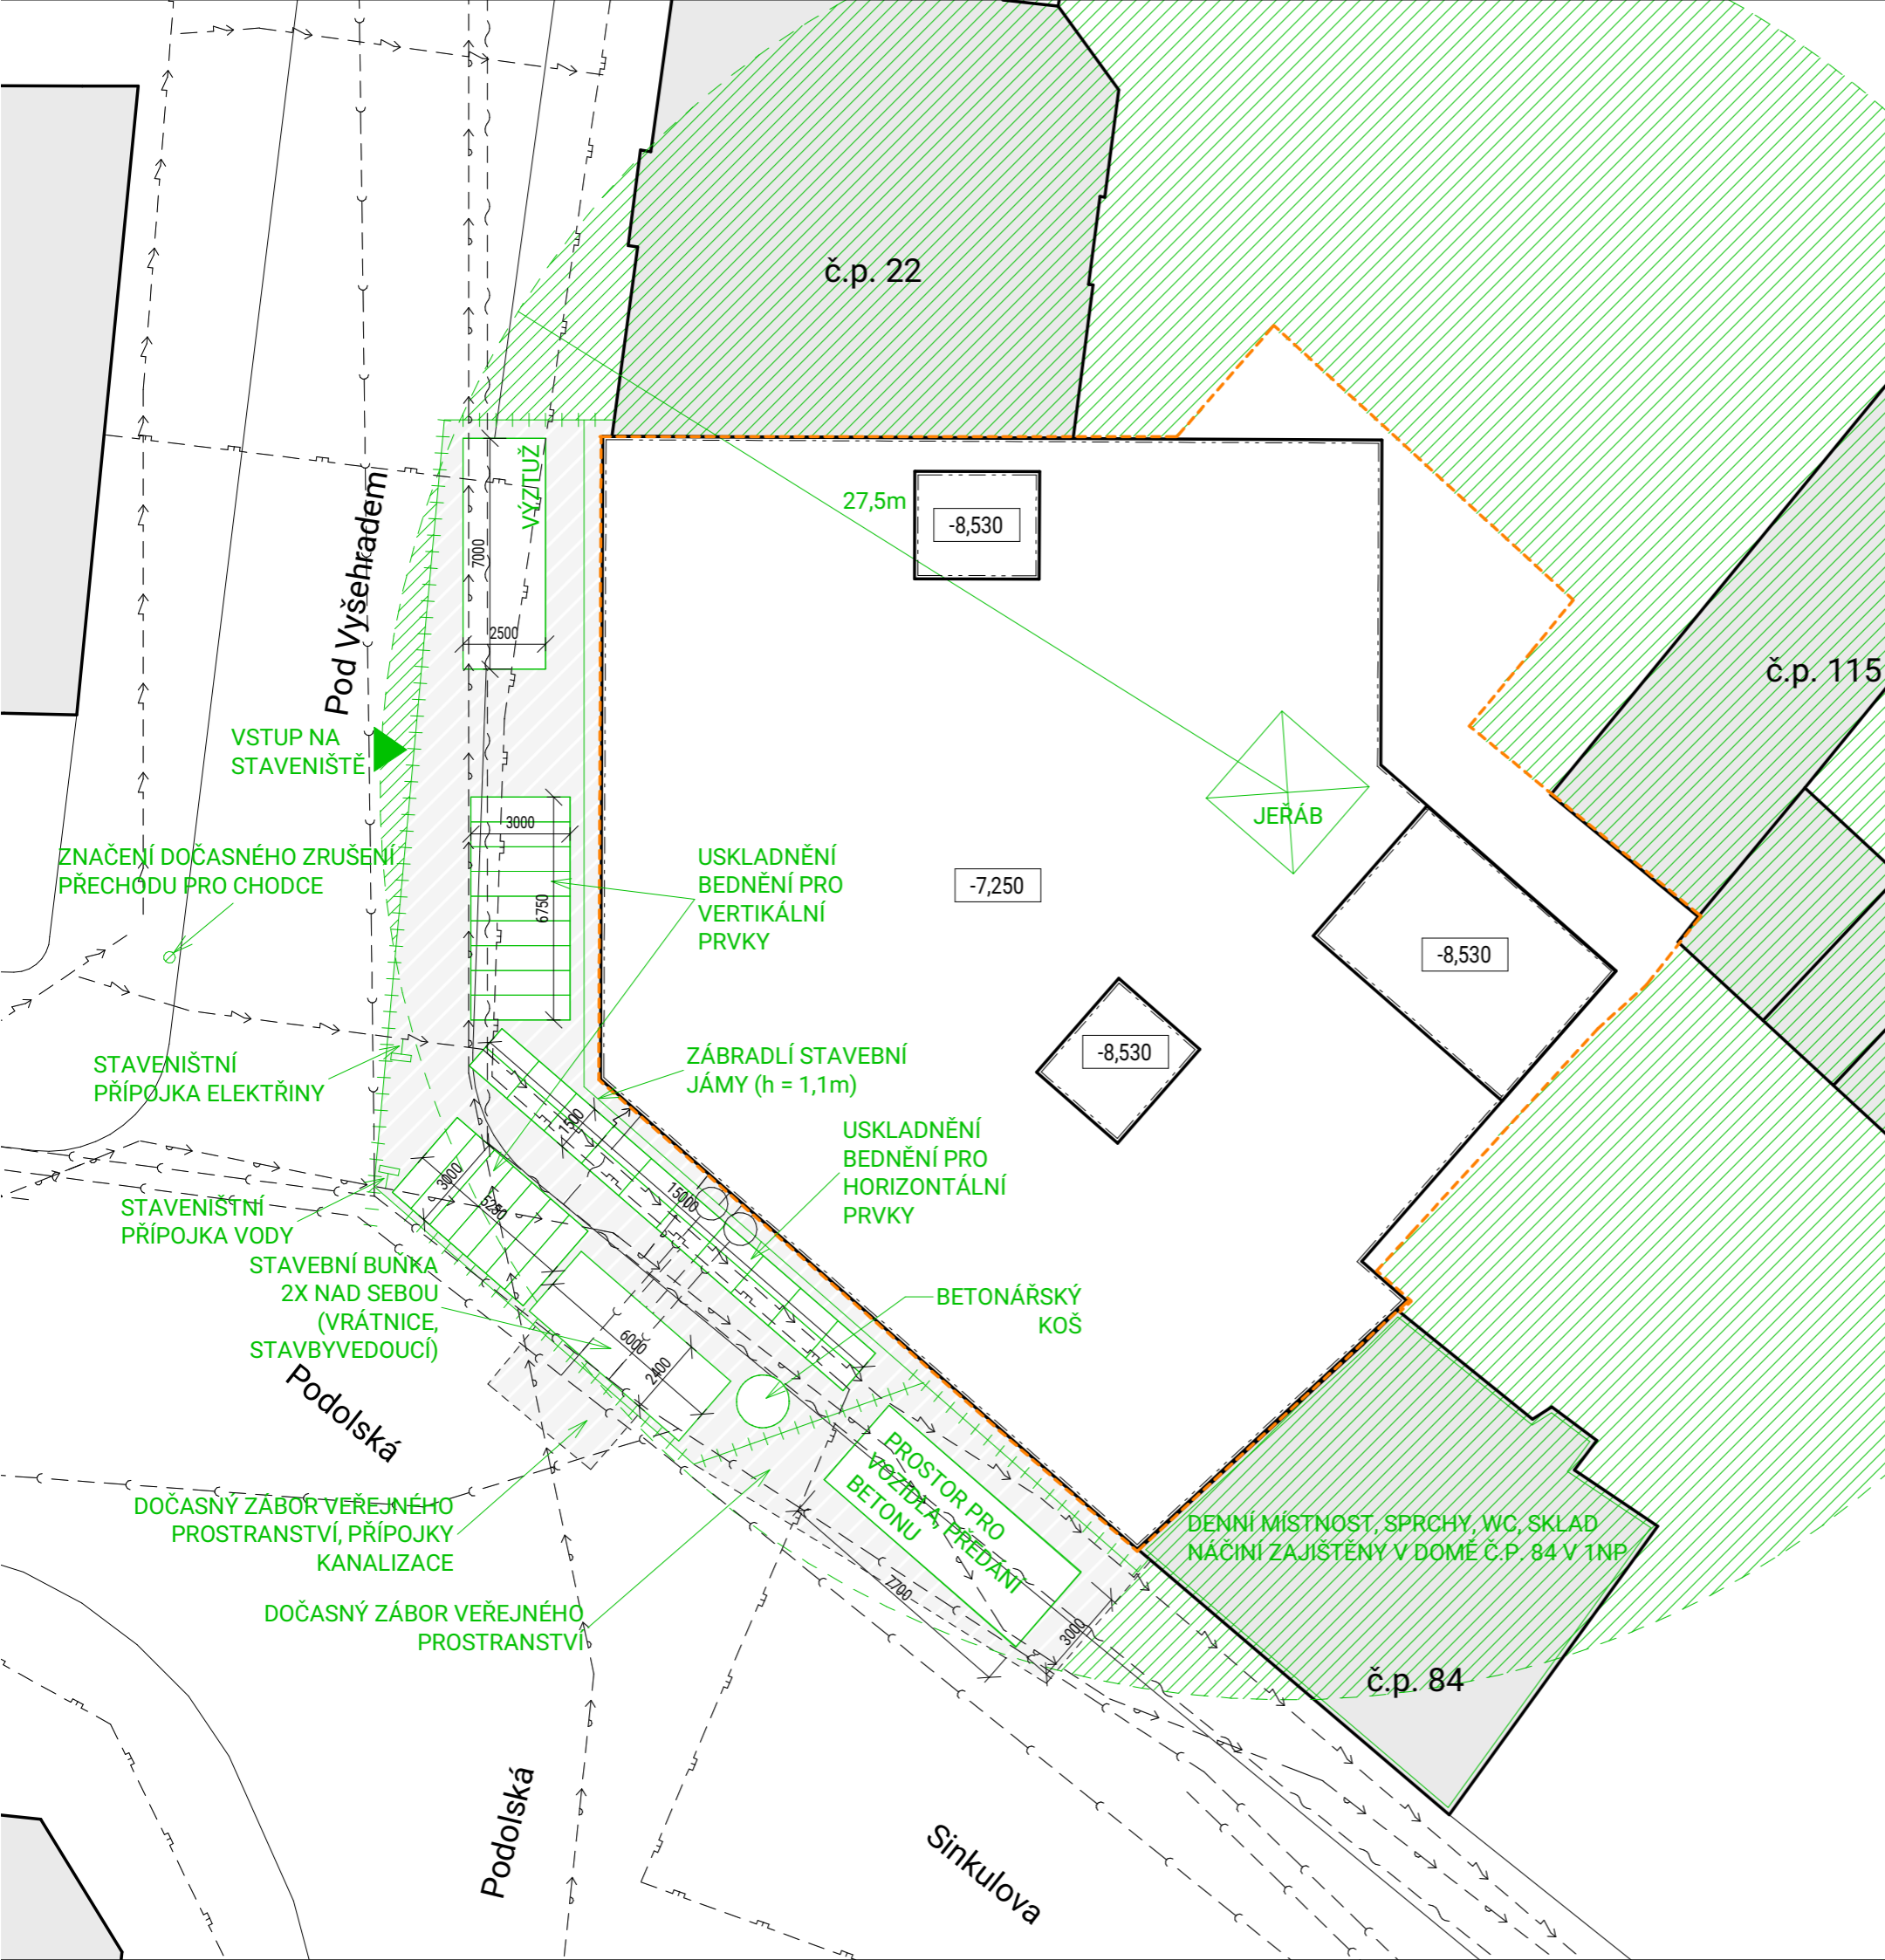 č.p. 22
VÝZTUŽ
7000
2500
27,5m
-8,530
Pod Vyšehradem
č.p. 115
VSTUP NA
STAVENIŠTĚ
JEŘÁB
3000
6750
ZNAČENÍ DOČASNÉHO ZRUŠENÍ
PŘECHODU PRO CHODCE
USKLADNĚNÍ
BEDNĚNÍ PRO
VERTIKÁLNÍ
PRVKY
-7,250
-8,530
-8,530
STAVENIŠTNÍ
PŘÍPOJKA ELEKTŘINY
ZÁBRADLÍ STAVEBNÍ
JÁMY (h = 1,1m)
1500
USKLADNĚNÍ
BEDNĚNÍ PRO
HORIZONTÁLNÍ
PRVKY
3000
5250
15000
STAVENIŠTNÍ
PŘÍPOJKA VODY
STAVEBNÍ BUŇKA
2X NAD SEBOU
(VRÁTNICE,
STAVBYVEDOUCÍ)
BETONÁŘSKÝ
KOŠ
6000
2400
Podolská
PROSTOR PRO
VOZIDLA, PŘEDÁNÍ
BETONU
DOČASNÝ ZÁBOR VEŘEJNÉHO
PROSTRANSTVÍ, PŘÍPOJKY
KANALIZACE
DENNÍ MÍSTNOST, SPRCHY, WC, SKLAD
NÁČINÍ ZAJIŠTĚNY V DOMĚ Č.P. 84 V 1NP
7700
3000
DOČASNÝ ZÁBOR VEŘEJNÉHO
PROSTRANSTVÍ
č.p. 84
Podolská
Sinkulova